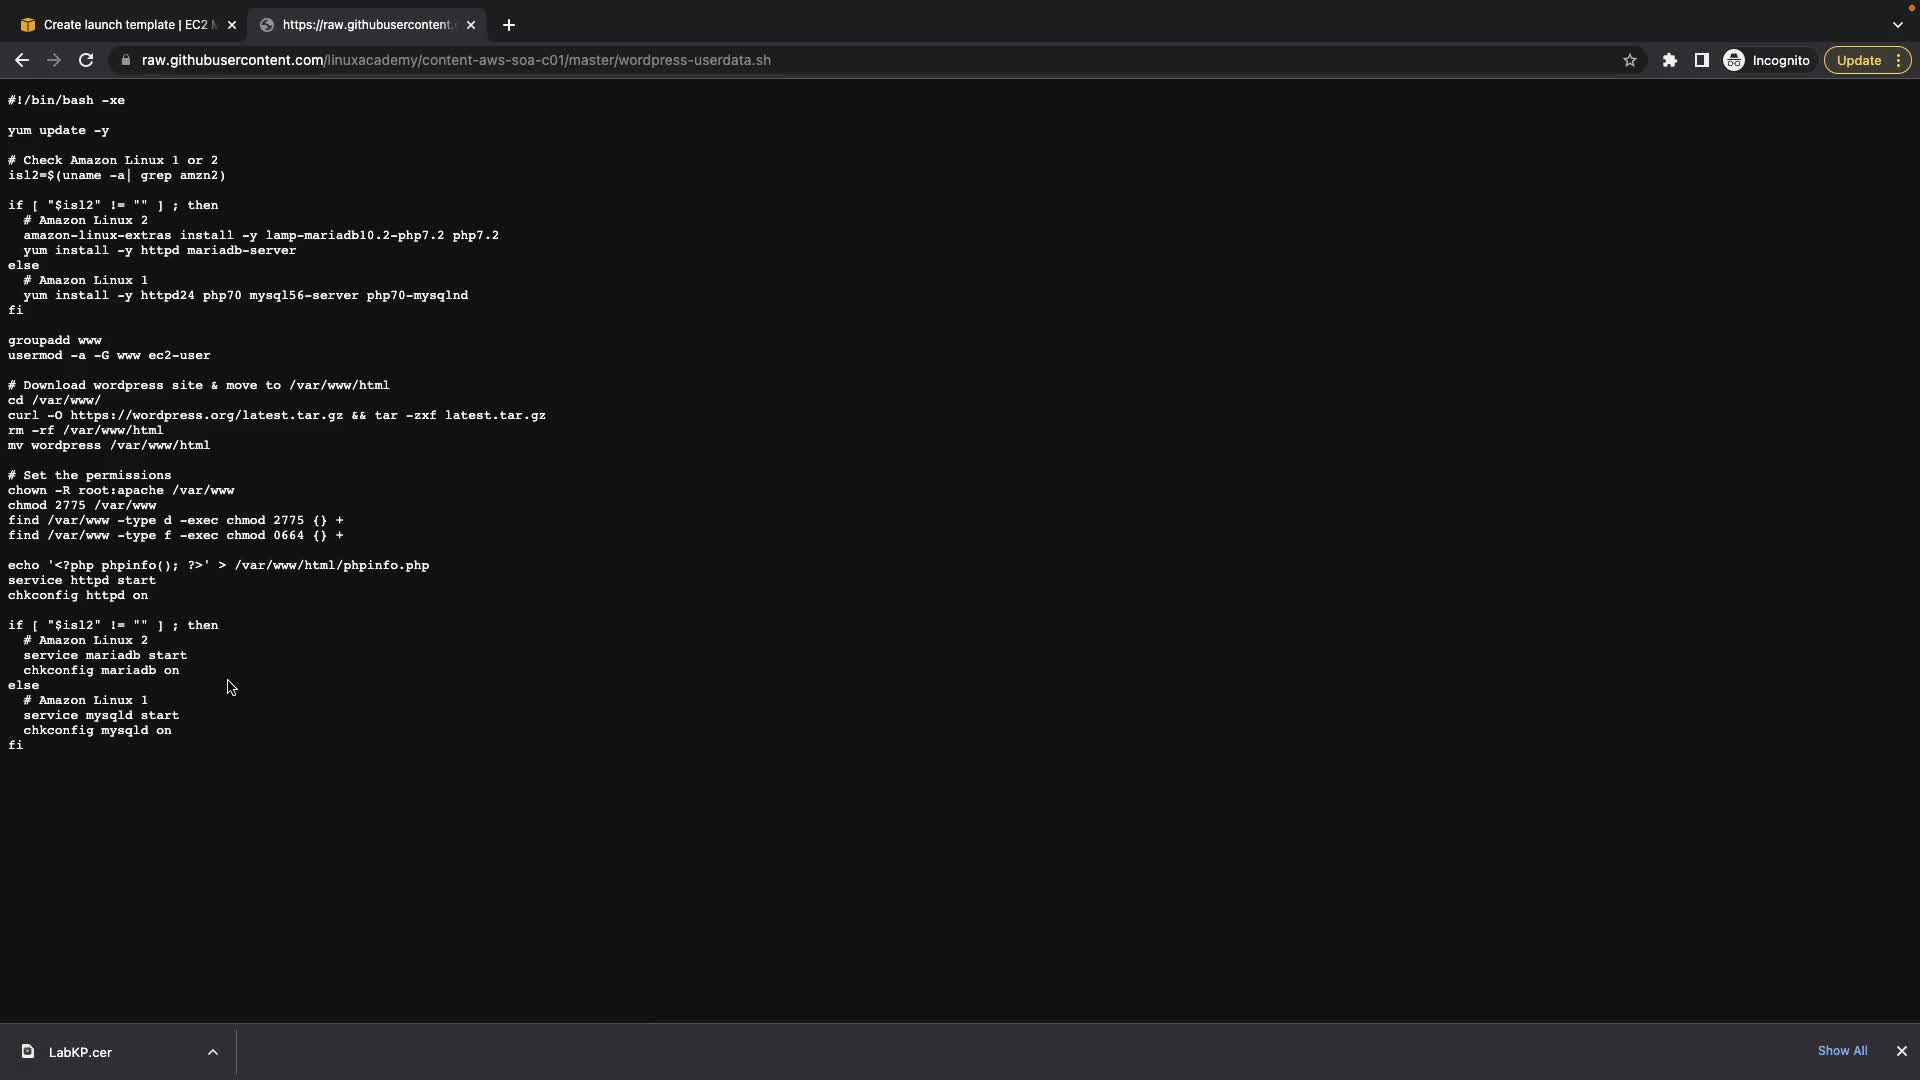 Create launch template | EC2 M
https://raw.githubusercontent.c
raw.githubusercontent.com/linuxacademy/content-aws-soa-c01/master/wordpress-userdata.sh
Incognito
Update
#!/bin/bash -xe
yum update -y
# Check Amazon Linux 1 or 2
isl2=$(uname -a| grep amzn2)
if [ "$isl2" != "" ] ; then
  # Amazon Linux 2
  amazon-linux-extras install -y lamp-mariadb10.2-php7.2 php7.2
  yum install -y httpd mariadb-server
else
  # Amazon Linux 1
  yum install -y httpd24 php70 mysql56-server php70-mysqlnd
fi
groupadd www
usermod -a -G www ec2-user
# Download wordpress site & move to /var/www/html
cd /var/www/
curl -O https://wordpress.org/latest.tar.gz && tar -zxf latest.tar.gz
rm -rf /var/www/html
mv wordpress /var/www/html
# Set the permissions
chown -R root:apache /var/www
chmod 2775 /var/www
find /var/www -type d -exec chmod 2775 {} +
find /var/www -type f -exec chmod 0664 {} +
echo '<?php phpinfo(); ?>' > /var/www/html/phpinfo.php
service httpd start
chkconfig httpd on
if [ "$isl2" != "" ] ; then
  # Amazon Linux 2
  service mariadb start
  chkconfig mariadb on
else
  # Amazon Linux 1
  service mysqld start
  chkconfig mysqld on
fi
LabKP.cer
Show All